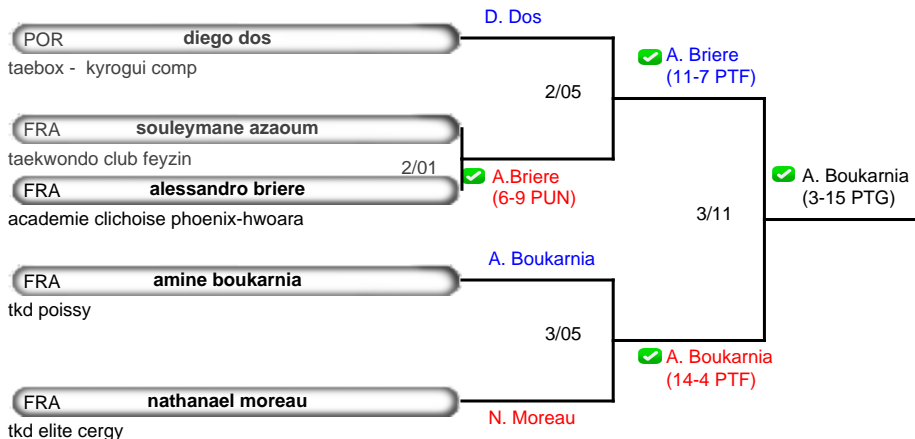 D. Dos
POR diego dos
taebox - kyrogui comp
A. Briere
(11-7 PTF)
2/05
FRA souleymane azaoum
taekwondo club feyzin
2/01
FRA alessandro briere
academie clichoise phoenix-hwoara
A.Briere
(6-9 PUN)
A. Boukarnia
(3-15 PTG)
3/11
A. Boukarnia
FRA amine boukarnia
tkd poissy
3/05
A. Boukarnia
(14-4 PTF)
FRA nathanael moreau
tkd elite cergy
N. Moreau